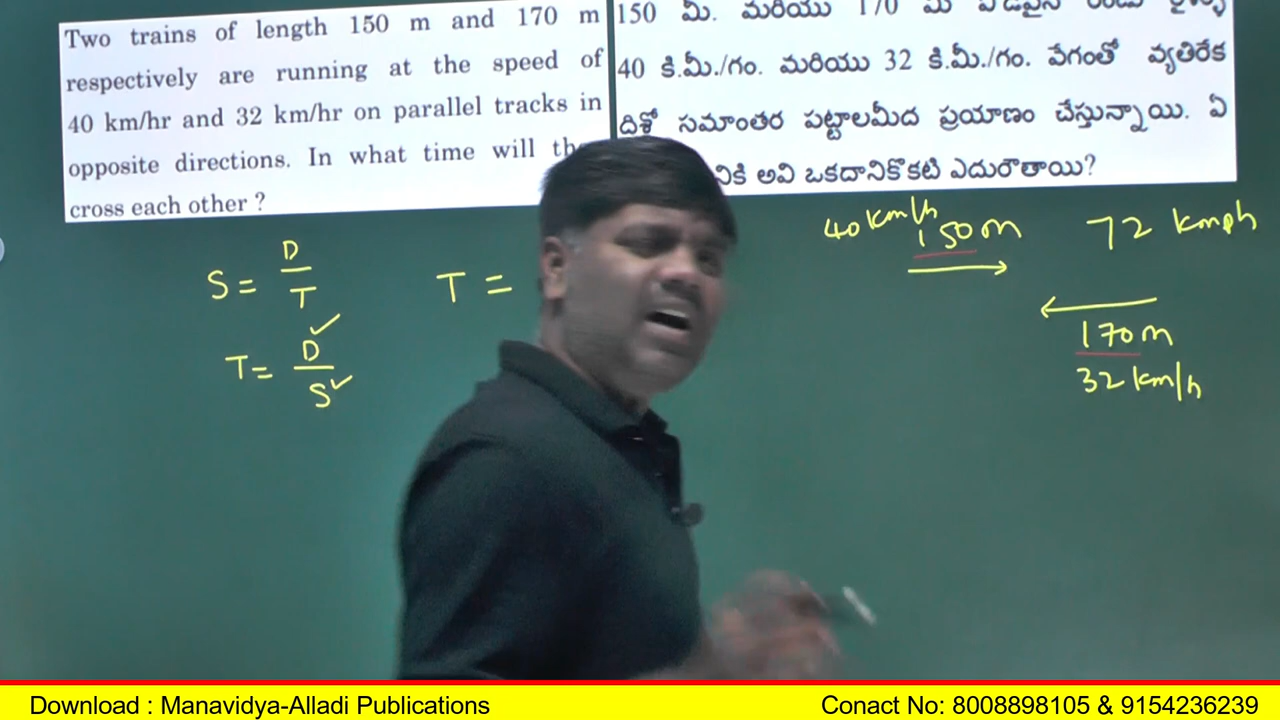 Two trains of length 150 m and 170 m
respectively are running at the speed of
40 km/hr and 32 km/hr on parallel tracks in
opposite directions. In what time will
cross each other ?
150 మీ. మరియు 170 మీ
40 కి.మీ./గం. మరియు 32 కి.మీ./గం. వేగంతో వ్యతిరేక
దిశో సమాంతర పట్టాలమీద ప్రయాణం చేస్తున్నాయి. ఏ
అవి ఒకదానికొకటి ఎదురౌతాయి?
S = D/T
T =
T = D/S
40 km/h
150m
72 kmph
170m
32 km/h
Download : Manavidya-Alladi Publications
Conact No: 8008898105 & 9154236239